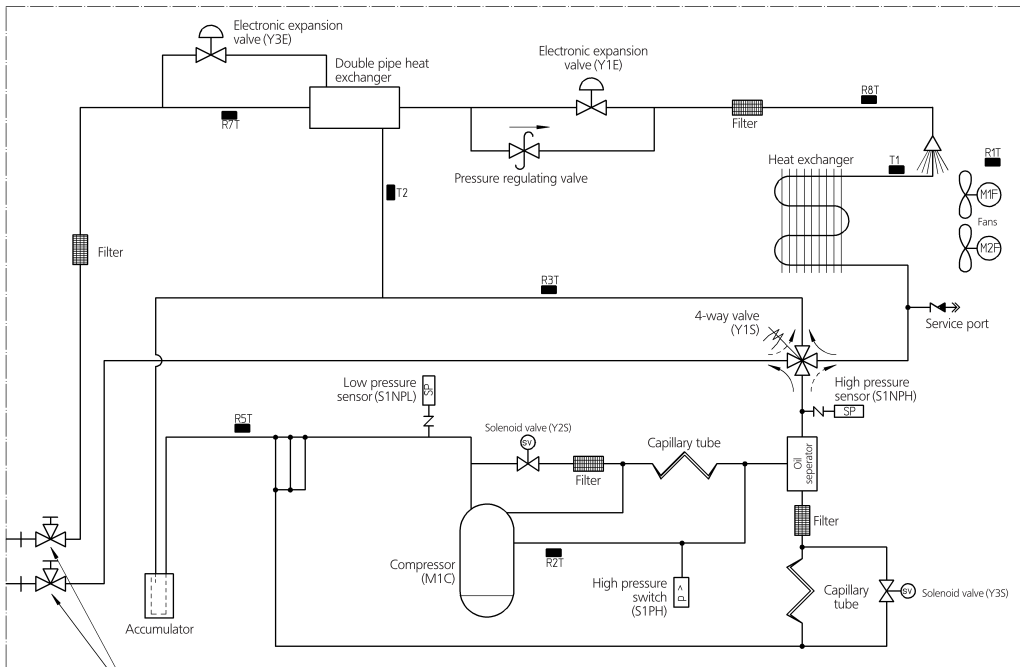 Electronic expansion
valve (Y3E)
Electronic expansion
valve (Y1E)
Double pipe heat
exchanger
R7T
R8T
Filter
Pressure regulating valve
Heat exchanger
T1
R1T
M1F
Fans
M2F
T2
Filter
R3T
4-way valve
(Y1S)
Service port
Low pressure
sensor (S1NPL)
SP
High pressure
sensor (S1NPH)
SP
R5T
Solenoid valve (Y2S)
SV
Capillary tube
Filter
Oil
seperator
Filter
Compressor
(M1C)
R2T
High pressure
switch
(S1PH)
p >
Capillary
tube
SV
Solenoid valve (Y3S)
Accumulator